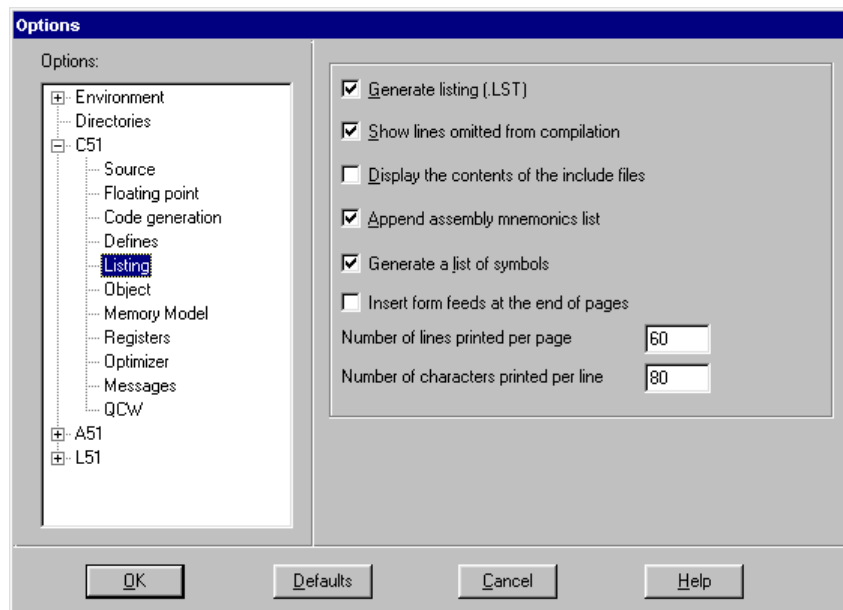 Options
Options:
Environment
Directories
C51
Source
Floating point
Code generation
Defines
Listing
Object
Memory Model
Registers
Optimizer
Messages
QCW
A51
L51
Generate listing (.LST)
Show lines omitted from compilation
Display the contents of the include files
Append assembly mnemonics list
Generate a list of symbols
Insert form feeds at the end of pages
Number of lines printed per page 60
Number of characters printed per line 80
OK Defaults Cancel Help